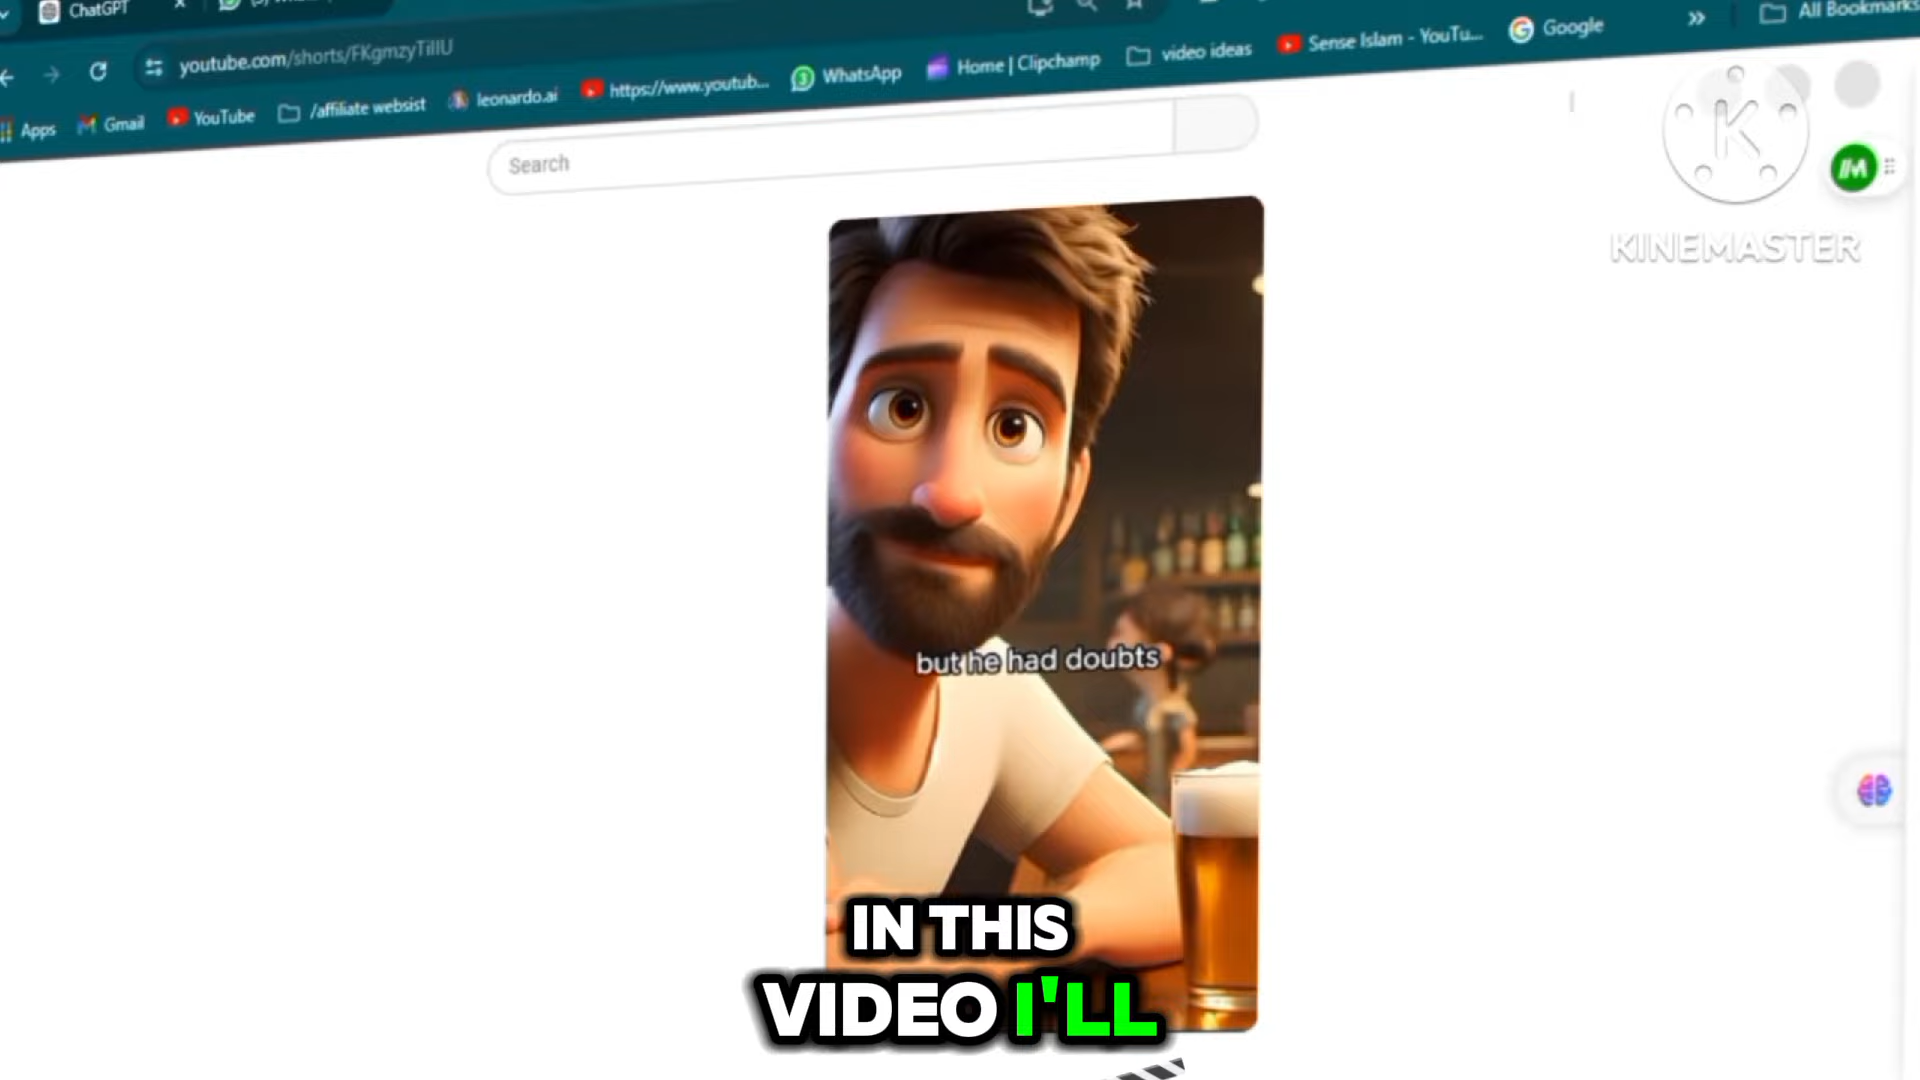 ChatGPT
youtube.com/shorts/FKgmzyTiIlU
All Bookmarks
Apps
Gmail
YouTube
/affiliate websist
leonardo.ai
https://www.youtub...
WhatsApp
Home | Clipchamp
video ideas
Sense Islam - YouTu...
Google
Search
K
KINEMASTER
but he had doubts
IN THIS
VIDEO I'LL